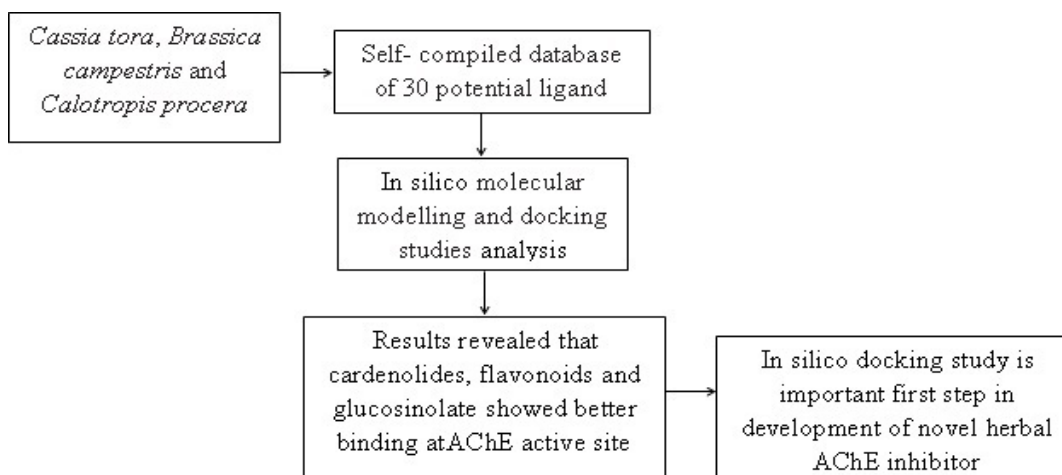 Cassia tora, Brassica
campestris and
Calotropis procera
Self- compiled database
of 30 potential ligand
In silico molecular
modelling and docking
studies analysis
Results revealed that
cardenolides, flavonoids and
glucosinolate showed better
binding atAChE active site
In silico docking study is
important first step in
development of novel herbal
AChE inhibitor